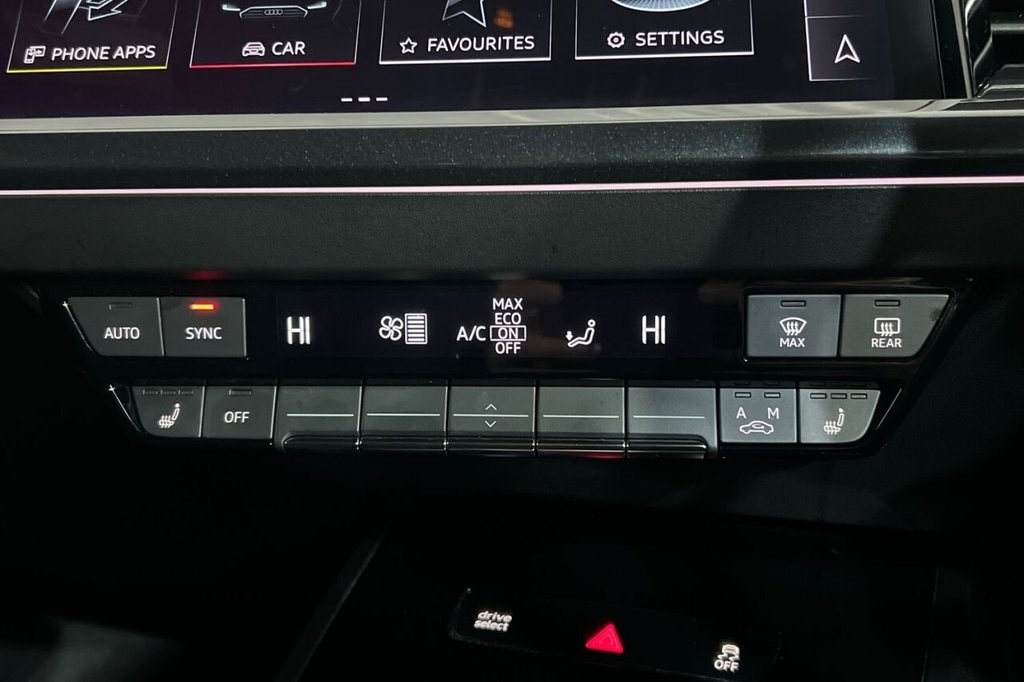 PHONE APPS
CAR
FAVOURITES
SETTINGS
AUTO
SYNC
HI
A/C
MAX
ECO
ON
OFF
HI
MAX
REAR
OFF
A M
drive
select
OFF